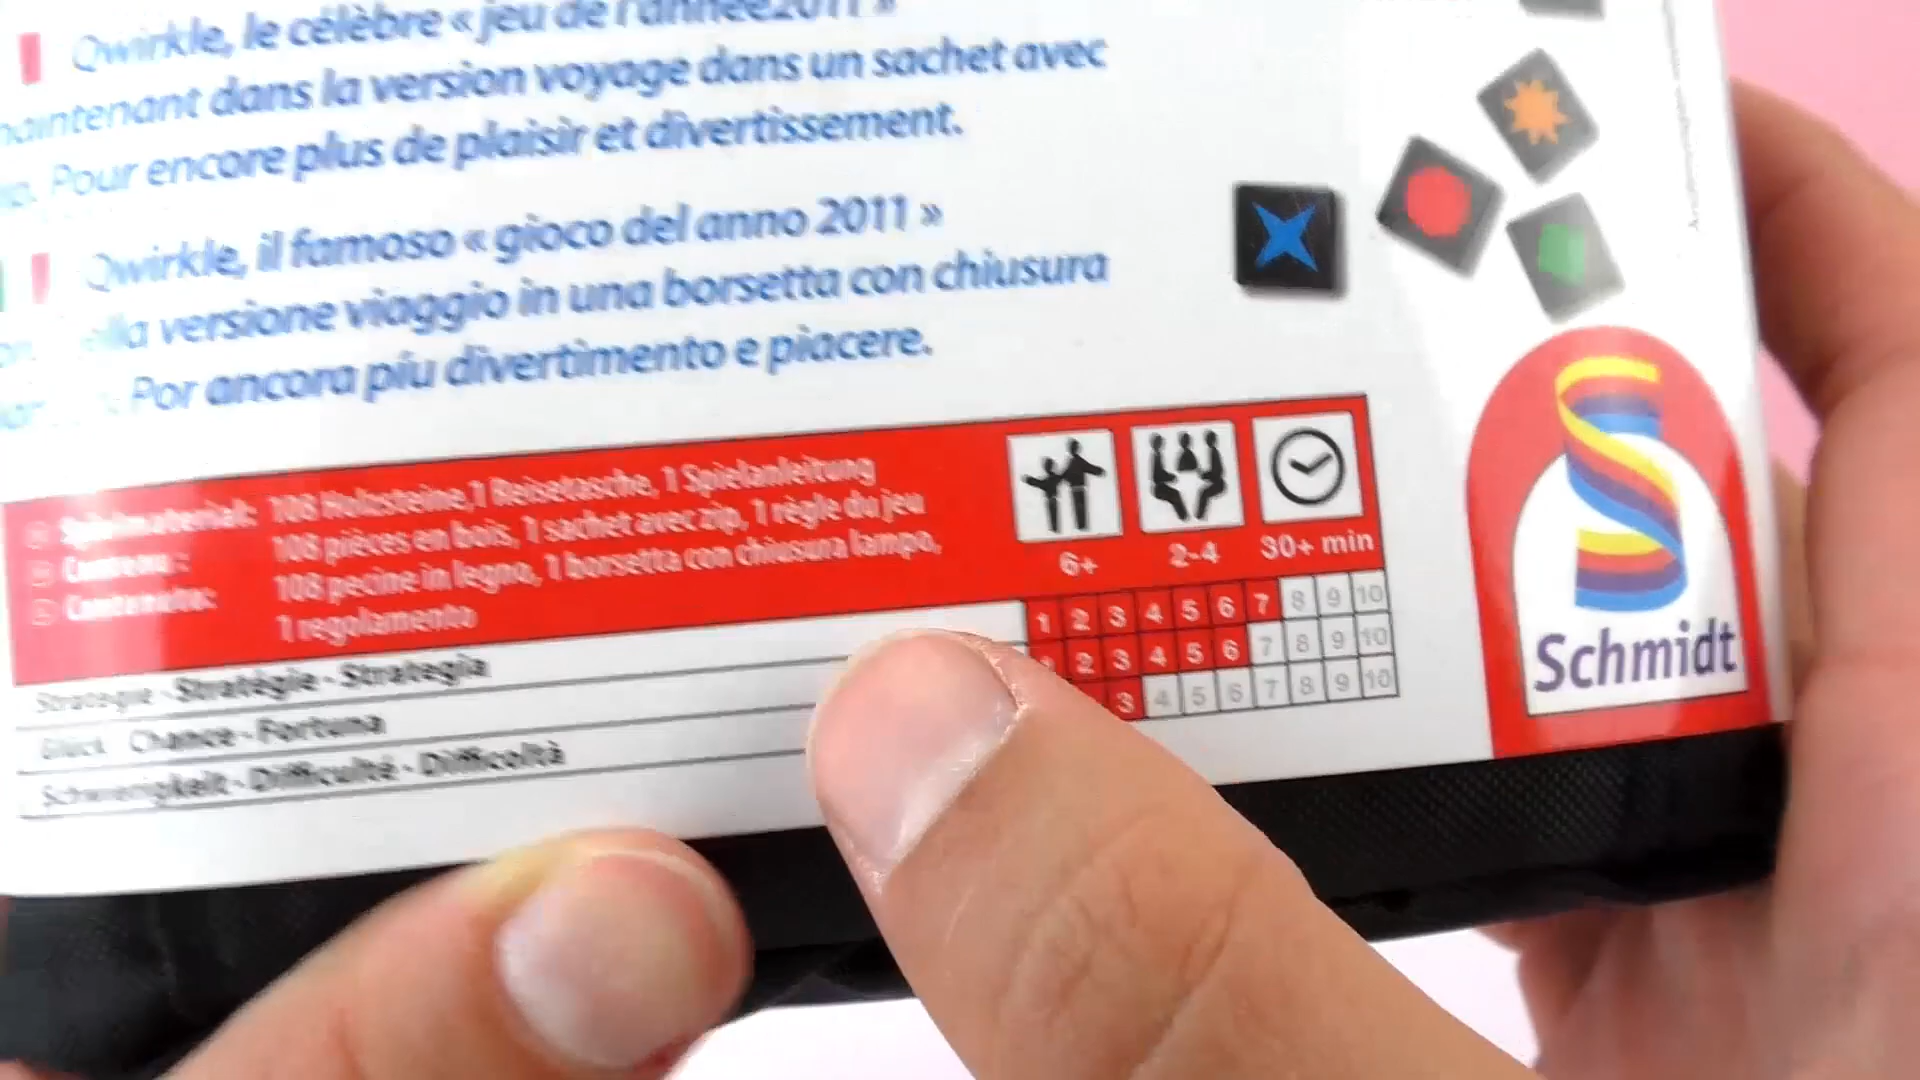 Qwirkle, le célèbre « jeu de l'année2011 »
maintenant dans la version voyage dans un sachet avec
Pour encore plus de plaisir et divertissement.
Qwirkle, il famoso « gioco del anno 2011 »
versione viaggio in una borsetta con chiusura
Por ancora piu divertimento e piacere.
Spielmaterial: 108 Holzsteine,1 Reisetasche, 1 Spielanleitung
Contenu : 108 pièces en bois, 1 sachet avec zip, 1 règle du jeu
Contenuto: 108 pecine in legno, 1 borsetta con chiusura lampo,
1 regolamento
6+ 2-4 30+ min
Strategie - Stratégie - Strategia 1 2 3 4 5 6 7 8 9 10
Glück Chance - Fortuna 1 2 3 4 5 6 7 8 9 10
Schwierigkeit - Difficulté - Difficoltà 3 4 5 6 7 8 9 10
Schmidt